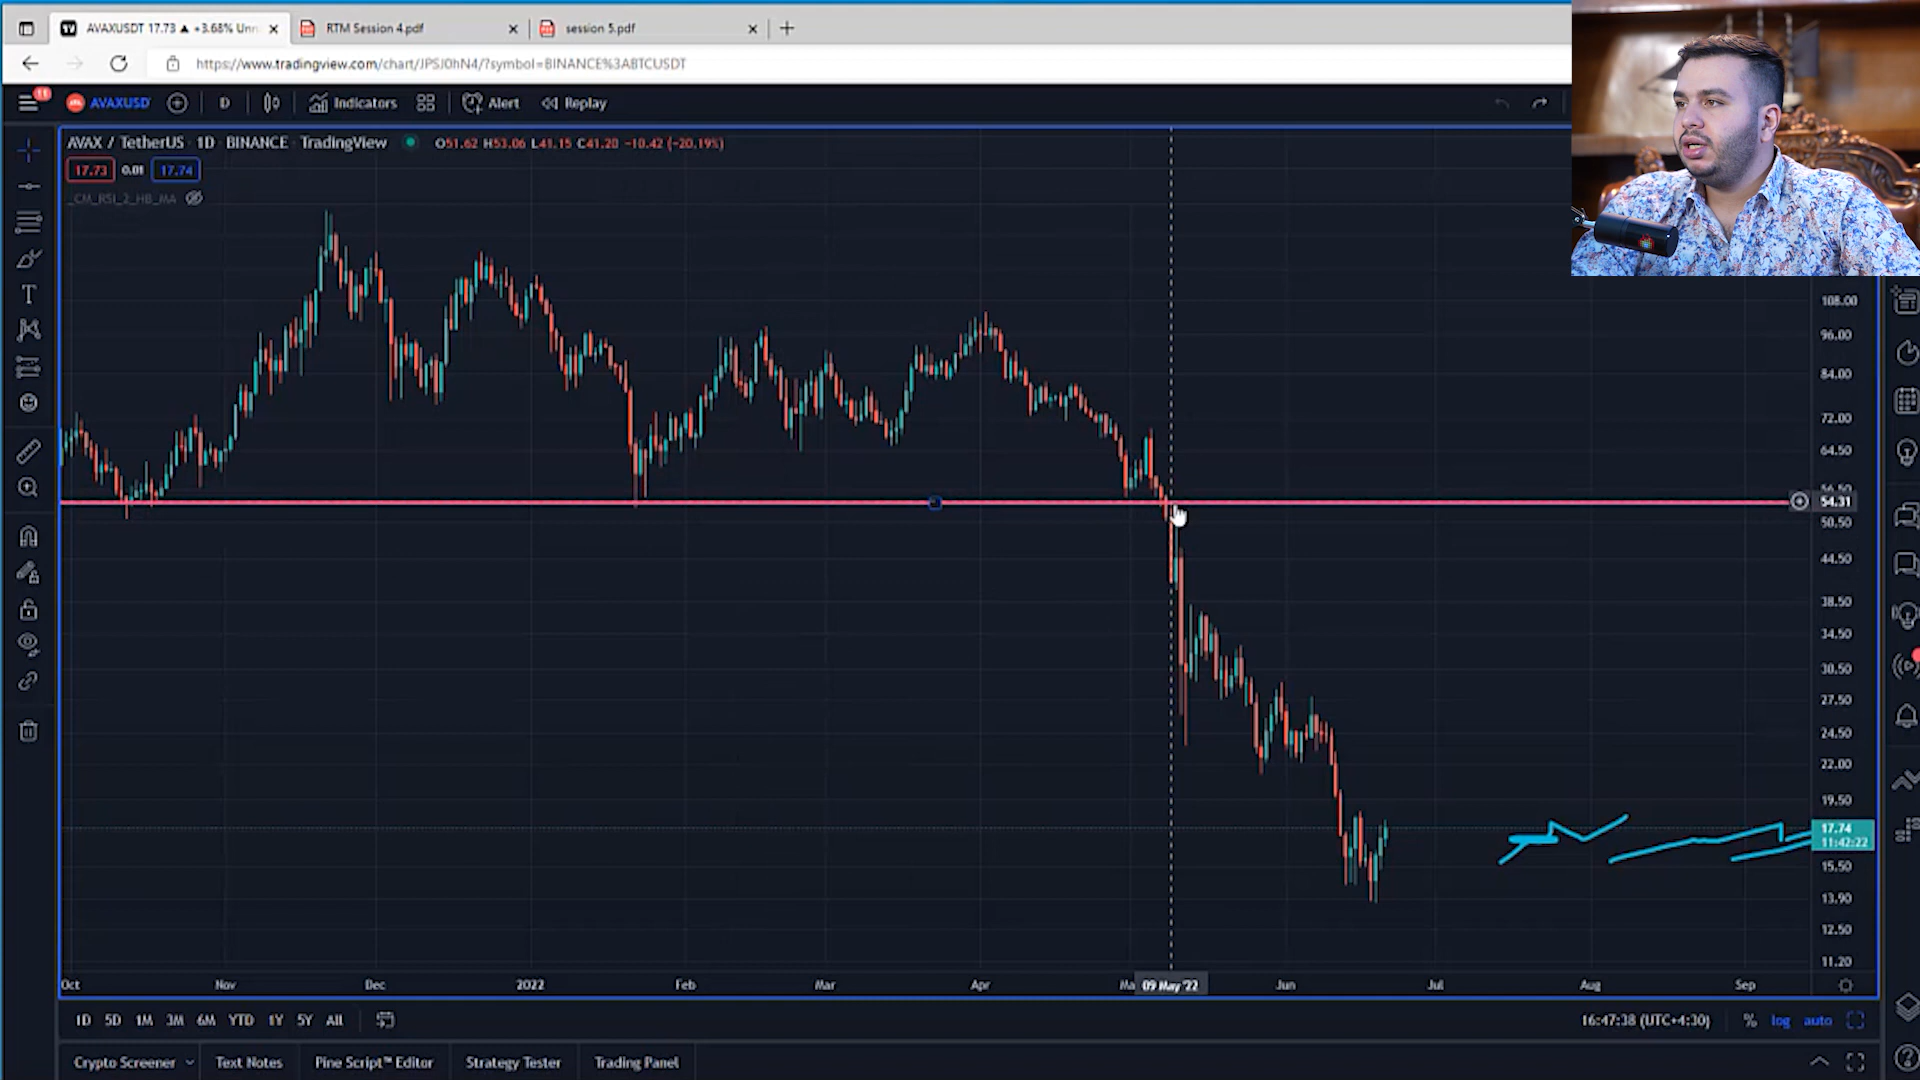 AVAXUSDT 17.73 ▲ +3.68% Unn
RTM Session 4.pdf
session 5.pdf
https://www.tradingview.com/chart/JPSJ0hN4/?symbol=BINANCE%3ABTCUSDT
11
AVAXUSD
D
Indicators
Alert
Replay
AVAX / TetherUS · 1D · BINANCE · TradingView
O51.62 H53.06 L41.15 C41.20 −10.42 (−20.19%)
17.73 0.01 17.74
_CM_RSI_2_HB_MA
108.00
96.00
84.00
72.00
64.50
56.50
54.31
50.50
44.50
38.50
34.50
30.50
27.50
24.50
22.00
19.50
17.74
11:42:22
15.50
13.90
12.50
11.20
Oct Nov Dec 2022 Feb Mar Apr Ma 09 May '22 Jun Jul Aug Sep
1D 5D 1M 3M 6M YTD 1Y 5Y All
16:47:38 (UTC+4:30) % log auto
Crypto Screener Text Notes Pine Script™ Editor Strategy Tester Trading Panel